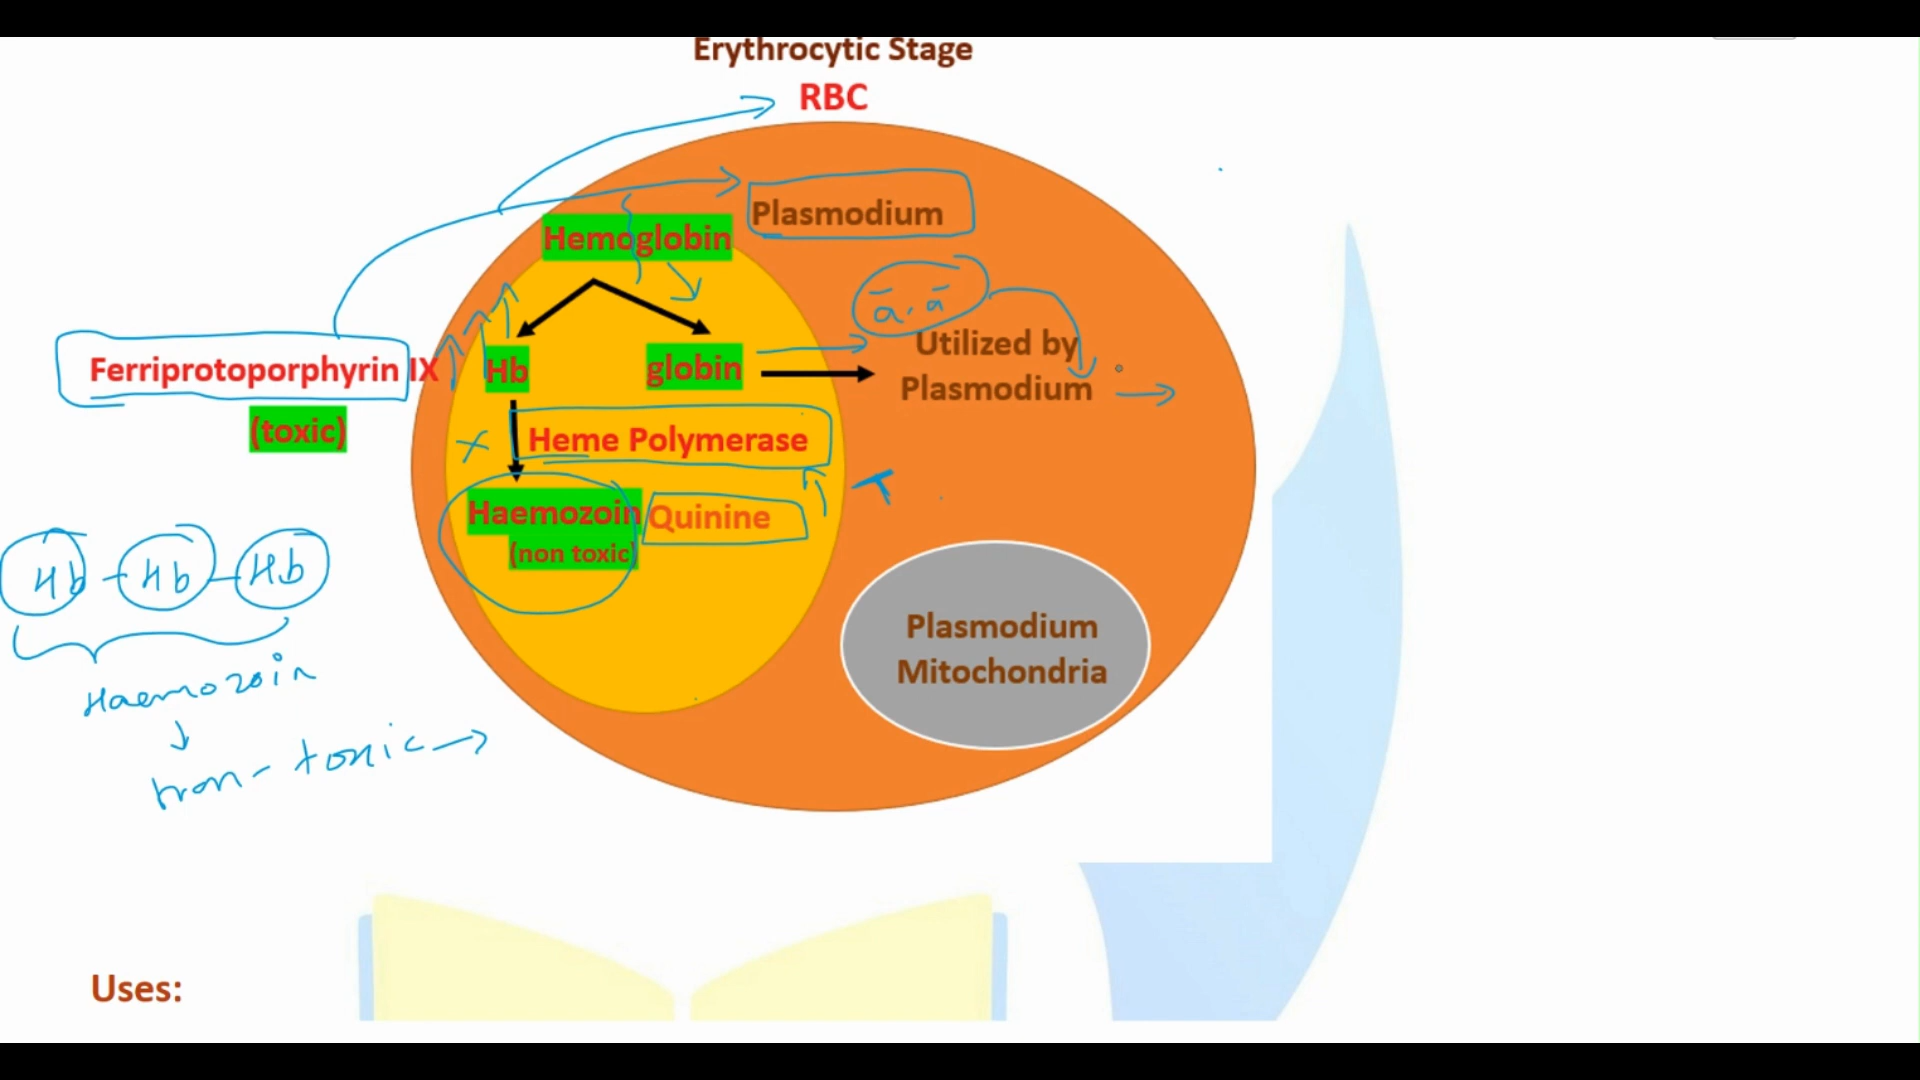 Erythrocytic Stage
RBC
Plasmodium
Hemoglobin
a.a
Utilized by
Plasmodium
Ferriprotoporphyrin IX
(toxic)
Hb
globin
Heme Polymerase
Haemozoin
(non toxic)
Quinine
Hb - Hb - Hb
Haemozoin
non-toxic
Plasmodium
Mitochondria
Uses: